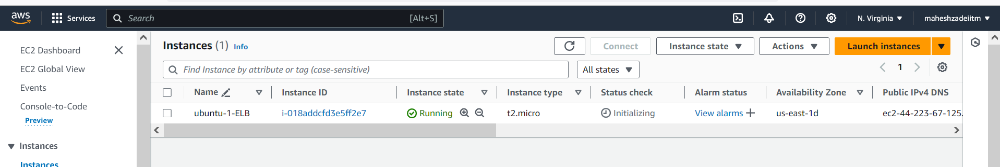 aws Services Search [Alt+S] N. Virginia maheshzadeiitm
EC2 Dashboard
EC2 Global View
Events
Console-to-Code
Preview
Instances
Instances
Instances (1) Info Connect Instance state Actions Launch instances
Find Instance by attribute or tag (case-sensitive) All states 1
Name Instance ID Instance state Instance type Status check Alarm status Availability Zone Public IPv4 DNS
ubuntu-1-ELB i-018addcfd3e5ff2e7 Running t2.micro Initializing View alarms + us-east-1d ec2-44-223-67-125.